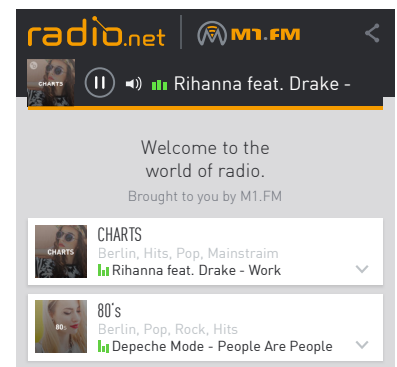 radio.net M1.FM
CHARTS
Rihanna feat. Drake -
Welcome to the
world of radio.
Brought to you by M1.FM
CHARTS
CHARTS
Berlin, Hits, Pop, Mainstraim
Rihanna feat. Drake - Work
80s
80's
Berlin, Pop, Rock, Hits
Depeche Mode - People Are People